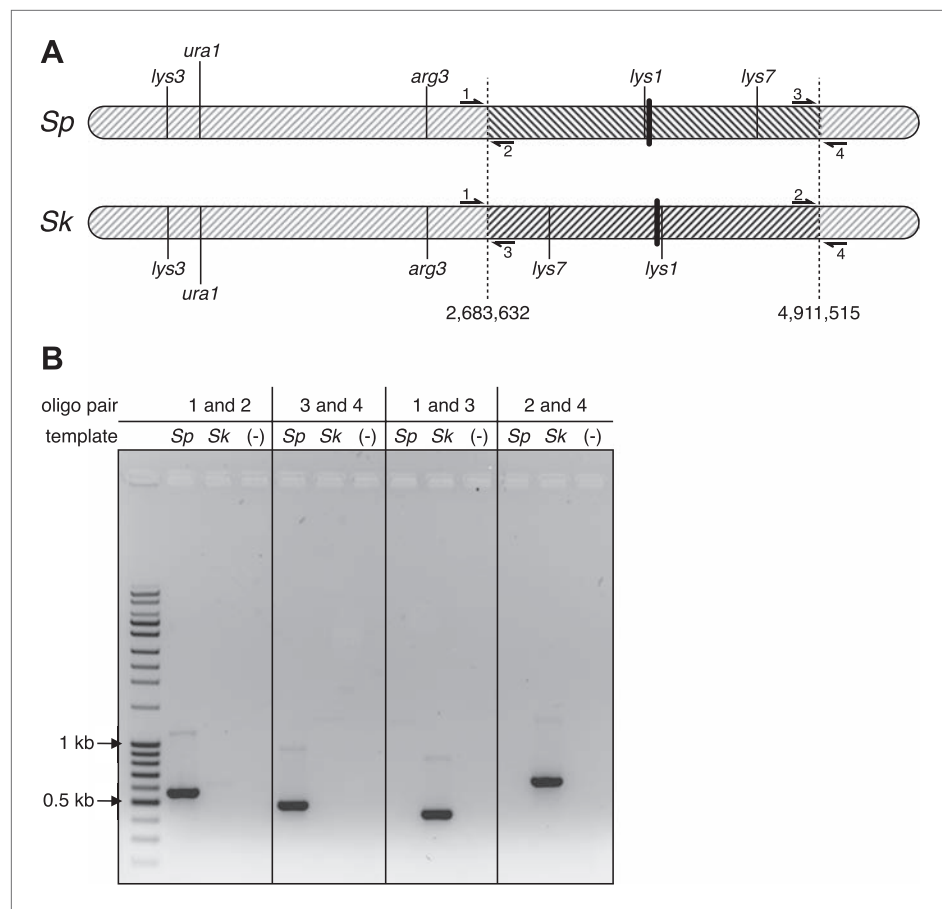 A
ura1
lys3 arg3 1 lys1 lys7 3
Sp
2 4
1 2
Sk
3 4
lys3 arg3 lys7 lys1
ura1
2,683,632 4,911,515
B
oligo pair 1 and 2 3 and 4 1 and 3 2 and 4
template Sp Sk (-) Sp Sk (-) Sp Sk (-) Sp Sk (-)
1 kb
0.5 kb